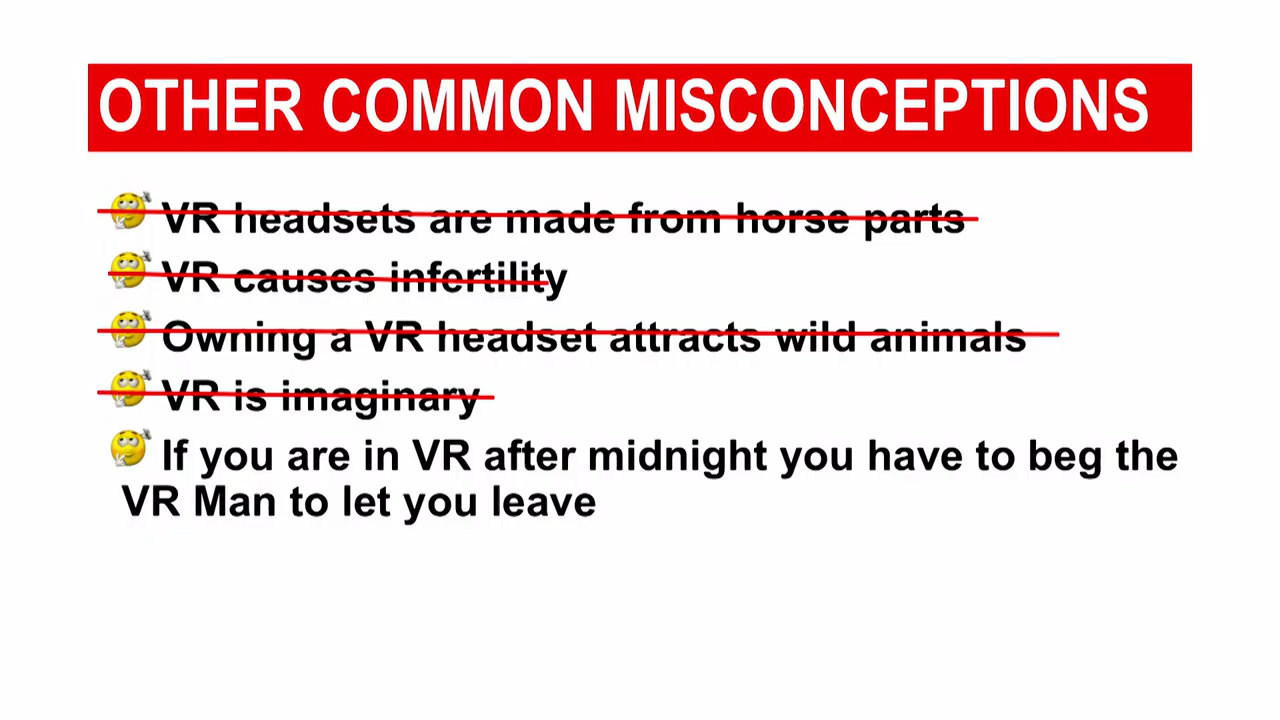 OTHER COMMON MISCONCEPTIONS
VR headsets are made from horse parts
VR causes infertility
Owning a VR headset attracts wild animals
VR is imaginary
If you are in VR after midnight you have to beg the
VR Man to let you leave